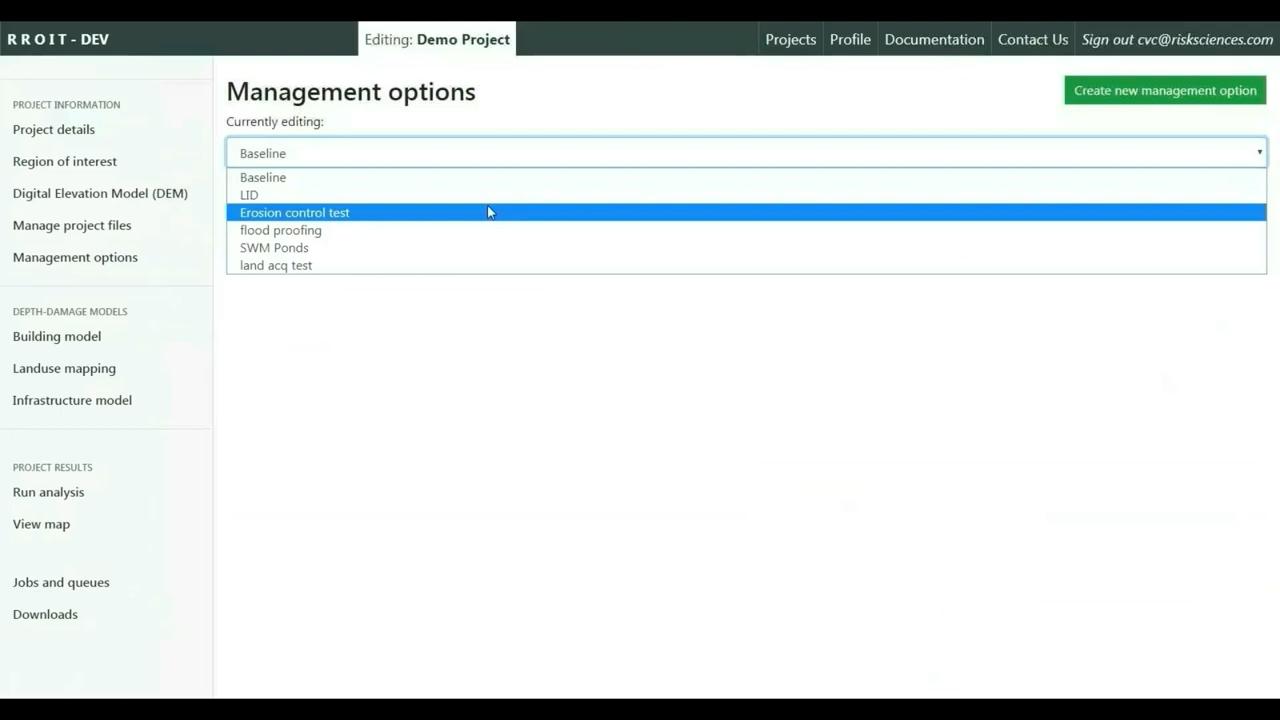 R R O I T - DEV
Editing: Demo Project
Projects
Profile
Documentation
Contact Us
Sign out cvc@risksciences.com
PROJECT INFORMATION
Project details
Region of interest
Digital Elevation Model (DEM)
Manage project files
Management options
DEPTH-DAMAGE MODELS
Building model
Landuse mapping
Infrastructure model
PROJECT RESULTS
Run analysis
View map
Jobs and queues
Downloads
Management options
Create new management option
Currently editing:
Baseline
Baseline
LID
Erosion control test
flood proofing
SWM Ponds
land acq test